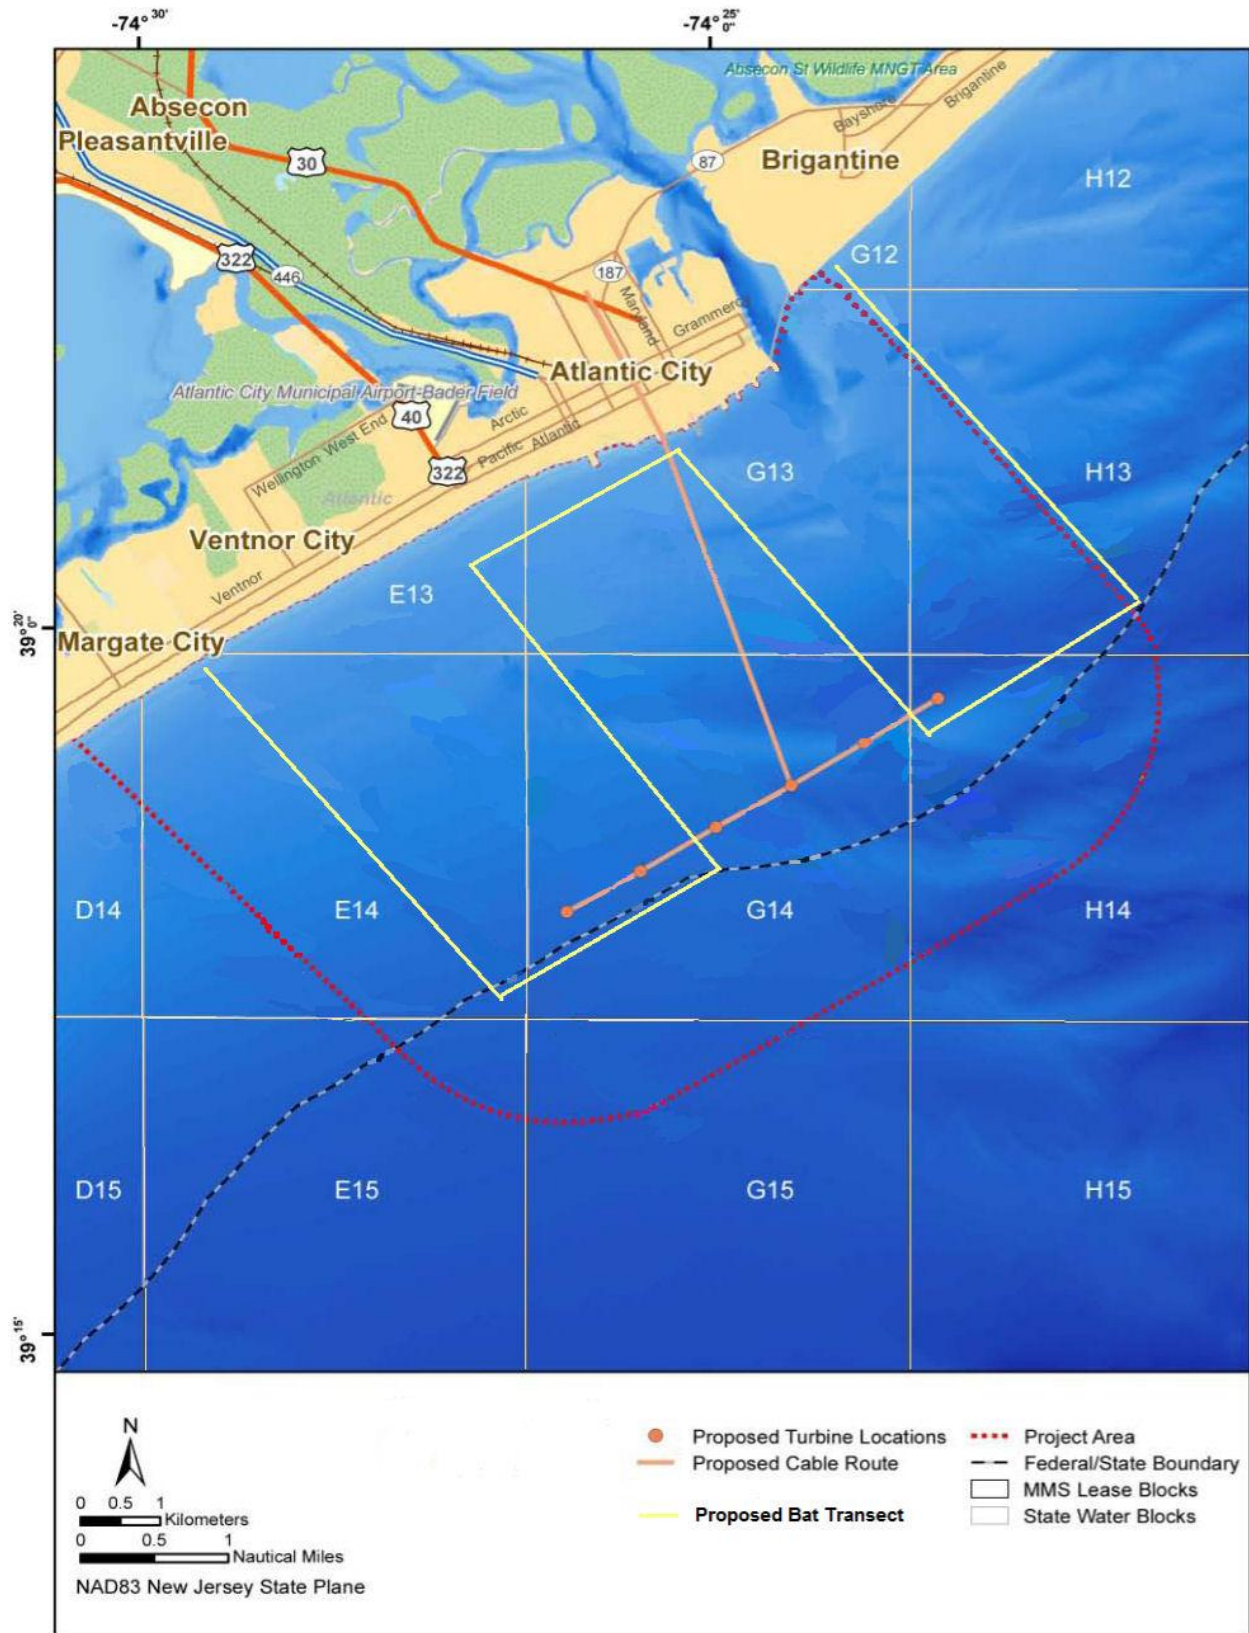 -74° 30'
-74° 25' 0"
Absecon St Wildlife MNGT Area
Absecon
Pleasantville
30
87
Bayshore
Brigantine
Brigantine
H12
322
446
187
G12
Maryland
Grammercy
Atlantic City
Atlantic City Municipal Airport-Bader Field
40
322
Arctic
Pacific
Atlantic
Wellington
West End
Atlantic
G13
H13
Ventnor City
Ventnor
E13
39° 20' 0"
Margate City
D14
E14
G14
H14
D15
E15
G15
H15
39° 15'
N
0 0.5 1
Kilometers
0 0.5 1
Nautical Miles
NAD83 New Jersey State Plane
Proposed Turbine Locations
Proposed Cable Route
Proposed Bat Transect
Project Area
Federal/State Boundary
MMS Lease Blocks
State Water Blocks